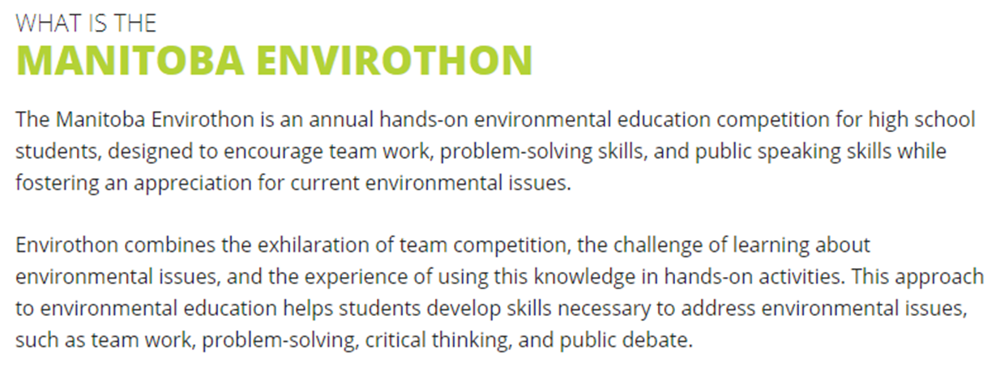 WHAT IS THE
MANITOBA ENVIROTHON
The Manitoba Envirothon is an annual hands-on environmental education competition for high school
students, designed to encourage team work, problem-solving skills, and public speaking skills while
fostering an appreciation for current environmental issues.
Envirothon combines the exhilaration of team competition, the challenge of learning about
environmental issues, and the experience of using this knowledge in hands-on activities. This approach
to environmental education helps students develop skills necessary to address environmental issues,
such as team work, problem-solving, critical thinking, and public debate.